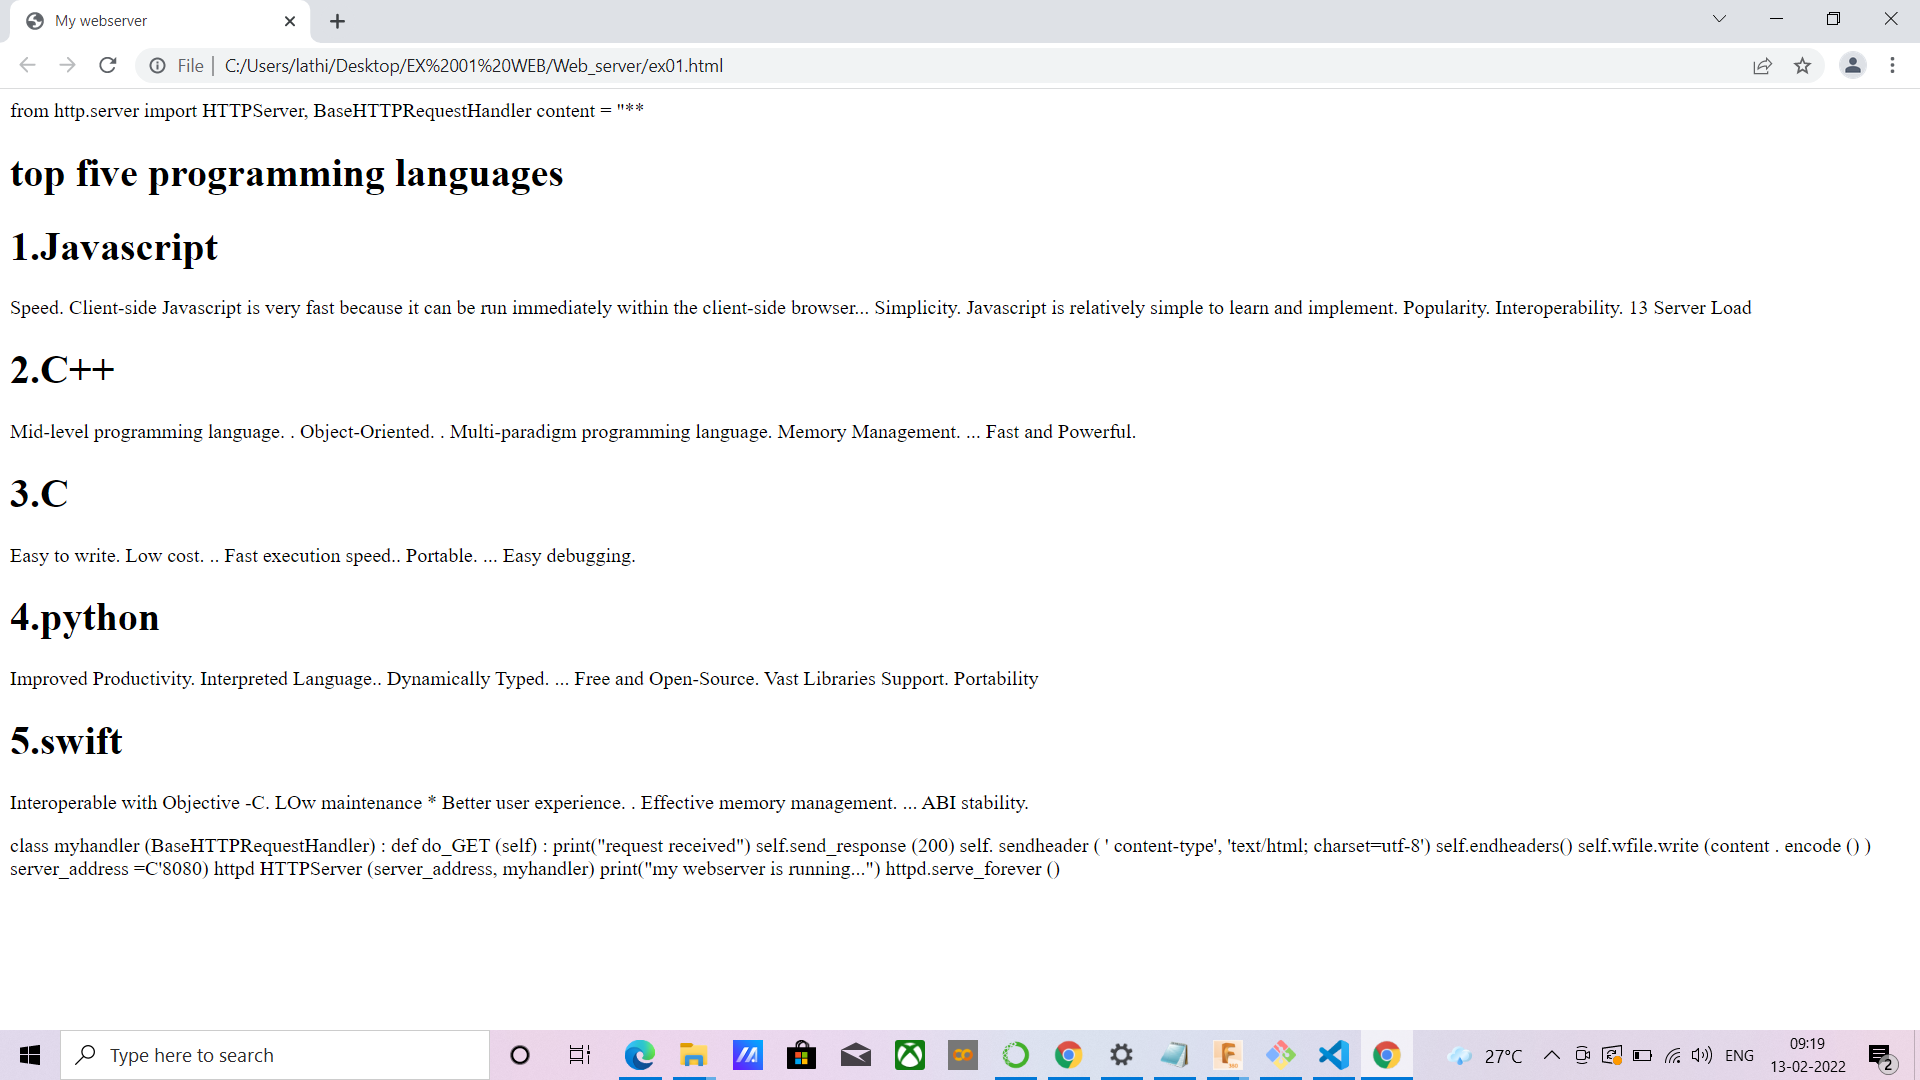 My webserver
File | C:/Users/lathi/Desktop/EX%2001%20WEB/Web_server/ex01.html
from http.server import HTTPServer, BaseHTTPRequestHandler content = "**
top five programming languages
1.Javascript
Speed. Client-side Javascript is very fast because it can be run immediately within the client-side browser... Simplicity. Javascript is relatively simple to learn and implement. Popularity. Interoperability. 13 Server Load
2.C++
Mid-level programming language. . Object-Oriented. . Multi-paradigm programming language. Memory Management. ... Fast and Powerful.
3.C
Easy to write. Low cost. .. Fast execution speed.. Portable. ... Easy debugging.
4.python
Improved Productivity. Interpreted Language.. Dynamically Typed. ... Free and Open-Source. Vast Libraries Support. Portability
5.swift
Interoperable with Objective -C. LOw maintenance * Better user experience. . Effective memory management. ... ABI stability.
class myhandler (BaseHTTPRequestHandler) : def do_GET (self) : print("request received") self.send_response (200) self. sendheader ( ' content-type', 'text/html; charset=utf-8') self.endheaders() self.wfile.write (content . encode () )
server_address =C'8080) httpd HTTPServer (server_address, myhandler) print("my webserver is running...") httpd.serve_forever ()
Type here to search
27°C
ENG
09:19
13-02-2022
2